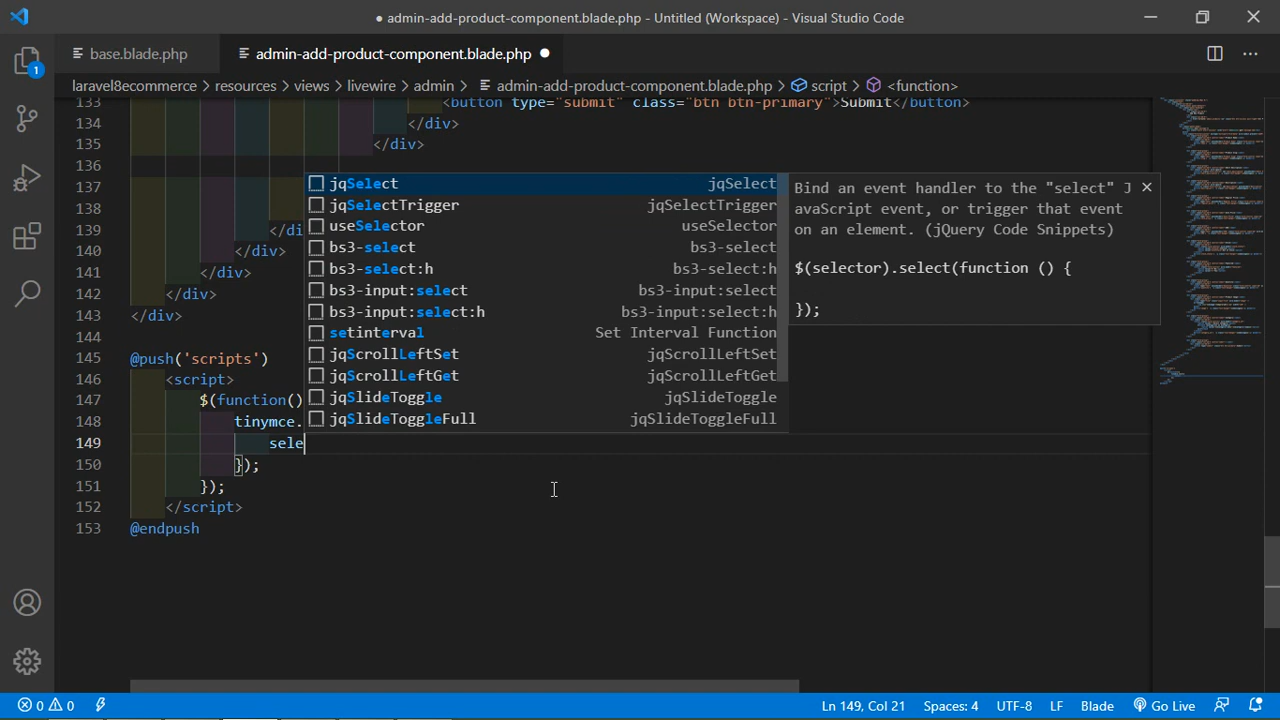 ● admin-add-product-component.blade.php - Untitled (Workspace) - Visual Studio Code
base.blade.php
admin-add-product-component.blade.php ●
1
laravel8ecommerce > resources > views > livewire > admin > admin-add-product-component.blade.php > script > <function>
133 <button type="submit" class="btn btn-primary">Submit</button>
134 </div>
135 </div>
136
137
138
139 </di
140 </div>
141 </div>
142 </div>
143 </div>
144
145 @push('scripts')
146 <script>
147 $(function()
148 tinymce.
149 sele
150 });
151 });
152 </script>
153 @endpush
jqSelect jqSelect
jqSelectTrigger jqSelectTrigger
useSelector useSelector
bs3-select bs3-select
bs3-select:h bs3-select:h
bs3-input:select bs3-input:select
bs3-input:select:h bs3-input:select:h
setinterval Set Interval Function
jqScrollLeftSet jqScrollLeftSet
jqScrollLeftGet jqScrollLeftGet
jqSlideToggle jqSlideToggle
jqSlideToggleFull jqSlideToggleFull
Bind an event handler to the "select" J
avaScript event, or trigger that event
on an element. (jQuery Code Snippets)
$(selector).select(function () {
});
0 0
Ln 149, Col 21 Spaces: 4 UTF-8 LF Blade Go Live